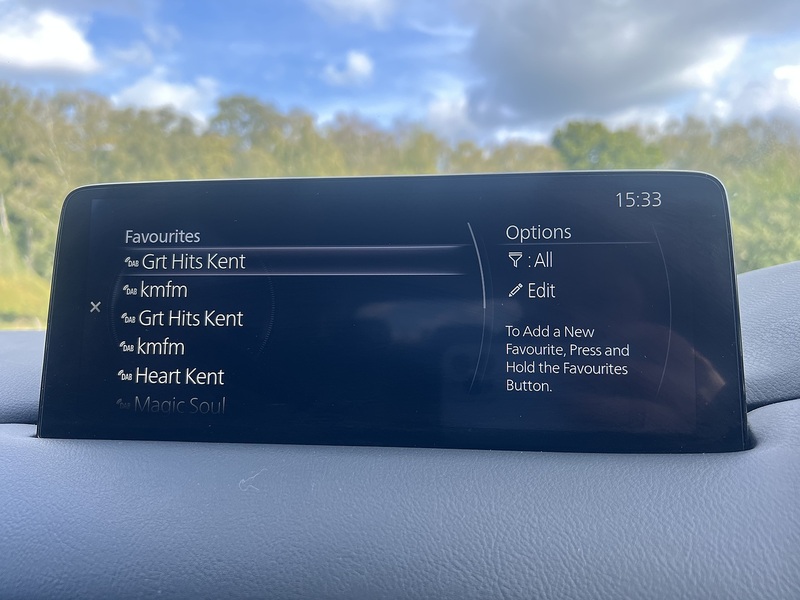 15:33
Favourites
DAB Grt Hits Kent
DAB kmfm
DAB Grt Hits Kent
DAB kmfm
DAB Heart Kent
DAB Magic Soul
Options
: All
Edit
To Add a New
Favourite, Press and
Hold the Favourites
Button.